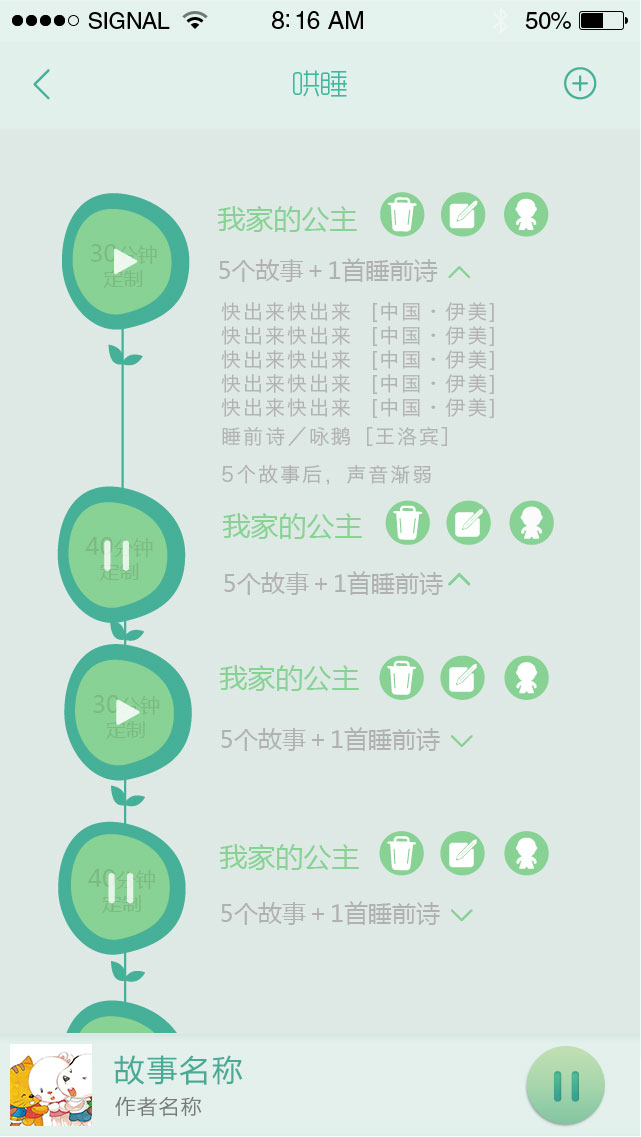 SIGNAL 8:16 AM 50%
哄睡
30分钟
定制
我家的公主
5个故事+1首睡前诗
快出来快出来 [中国·伊美]
快出来快出来 [中国·伊美]
快出来快出来 [中国·伊美]
快出来快出来 [中国·伊美]
快出来快出来 [中国·伊美]
睡前诗/咏鹅 [王洛宾]
5个故事后，声音渐弱
40分钟
定制
我家的公主
5个故事+1首睡前诗
30分钟
定制
我家的公主
5个故事+1首睡前诗
40分钟
定制
我家的公主
5个故事+1首睡前诗
故事名称
作者名称